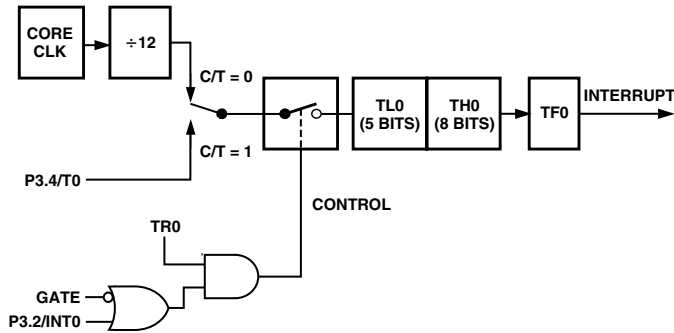 CORE
CLK
÷12
C/T = 0
C/T = 1
P3.4/T0
TL0
(5 BITS)
TH0
(8 BITS)
TF0
INTERRUPT
CONTROL
TR0
GATE
P3.2/INT0